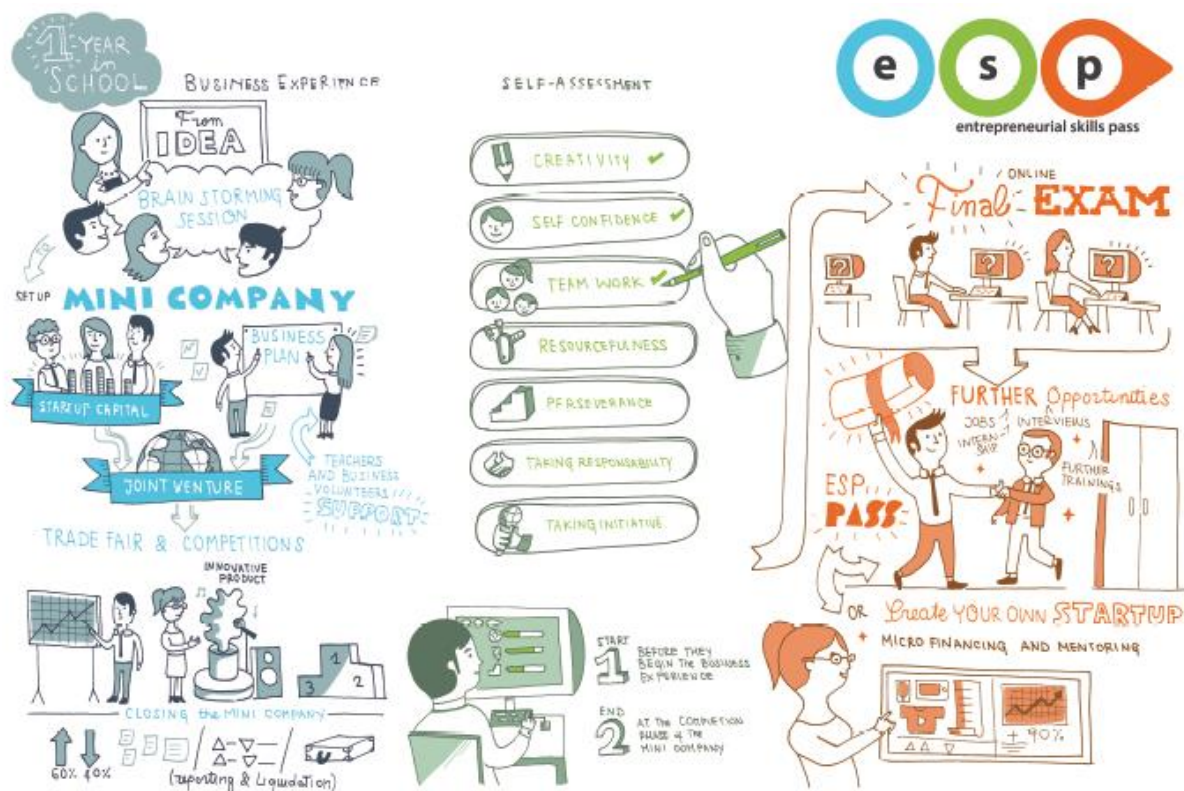 1 YEAR
in
SCHOOL
BUSINESS EXPERIENCE
From
IDEA
BRAIN STORMING
SESSION
TO
SET UP MINI COMPANY
BUSINESS
PLAN
STARTUP CAPITAL
JOINT VENTURE
TEACHERS
AND BUSINESS
VOLUNTEERS
SUPPORT
TRADE FAIR & COMPETITIONS
INNOVATIVE
PRODUCT
1
2
3
CLOSING the MINI COMPANY
60% 40%
(reporting & Liquidation)
SELF-ASSESSMENT
CREATIVITY
SELF CONFIDENCE
TEAM WORK
RESOURCEFULNESS
PERSEVERANCE
TAKING RESPONSABILITY
TAKING INITIATIVE
START
1
BEFORE THEY
BEGIN THE BUSINESS
EXPERIENCE
END
2
AT THE COMPLETION
PHASE of THE
MINI COMPANY
e s p
entrepreneurial skills pass
ONLINE
Final EXAM
?
?
?
FURTHER Opportunities
JOBS
INTERN-
SHIP
INTERVIEWS
FURTHER
TRAININGS
ESP
PASS
OR Create YOUR OWN STARTUP
+ MICRO FINANCING AND MENTORING
+ 90%